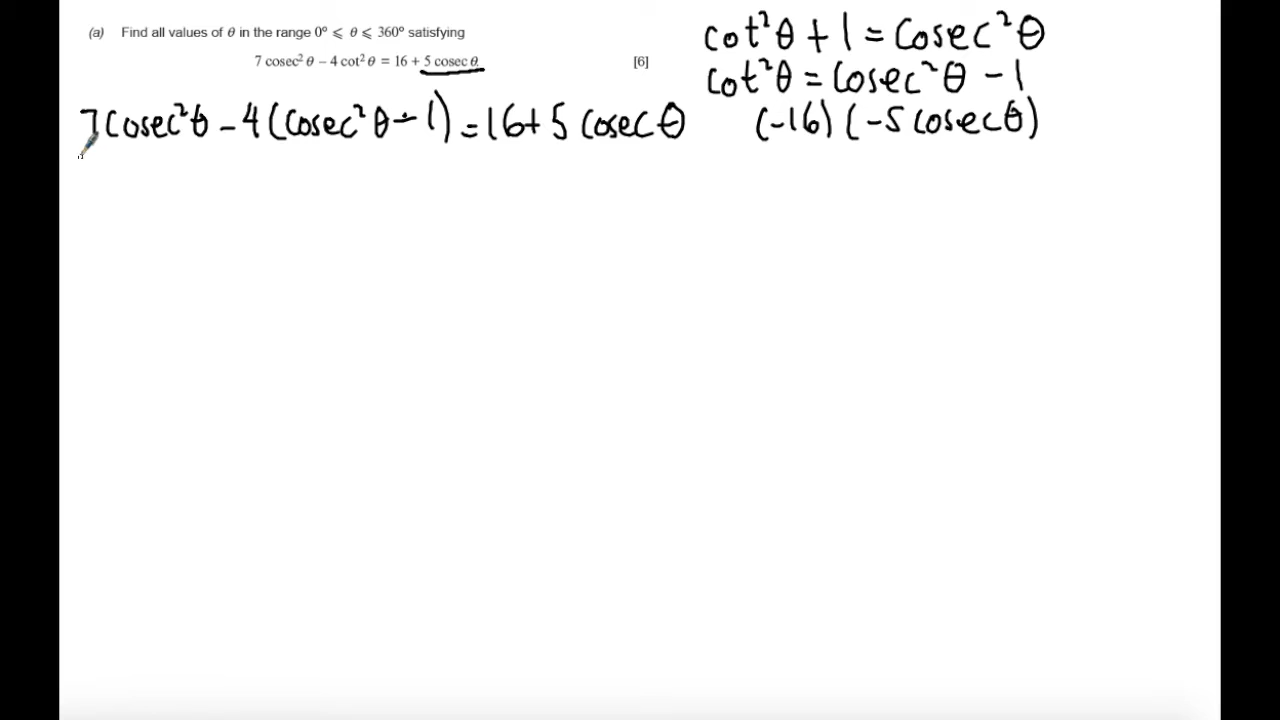 (a) Find all values of θ in the range 0° ⩽ θ ⩽ 360° satisfying
7 cosec² θ − 4 cot² θ = 16 + 5 cosec θ. [6]
cot²θ + 1 = cosec²θ
cot²θ = cosec²θ − 1
(−16) (−5 cosec θ)
7 cosec²θ − 4(cosec²θ − 1) = 16 + 5 cosec θ